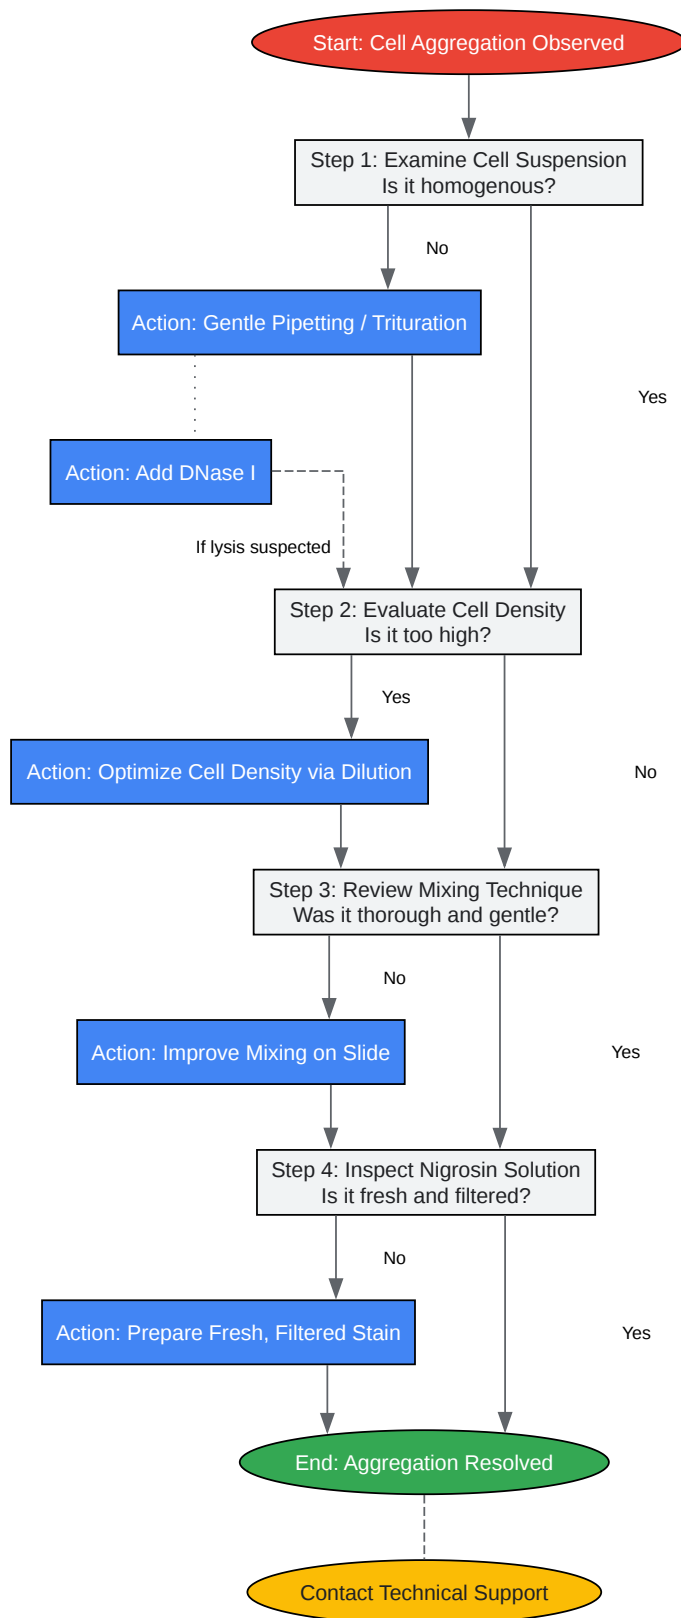 Start: Cell Aggregation Observed
Step 1: Examine Cell Suspension
Is it homogenous?
No
Action: Gentle Pipetting / Trituration
Yes
Action: Add DNase I
If lysis suspected
Step 2: Evaluate Cell Density
Is it too high?
Yes
Action: Optimize Cell Density via Dilution
No
Step 3: Review Mixing Technique
Was it thorough and gentle?
No
Action: Improve Mixing on Slide
Yes
Step 4: Inspect Nigrosin Solution
Is it fresh and filtered?
No
Action: Prepare Fresh, Filtered Stain
Yes
End: Aggregation Resolved
Contact Technical Support